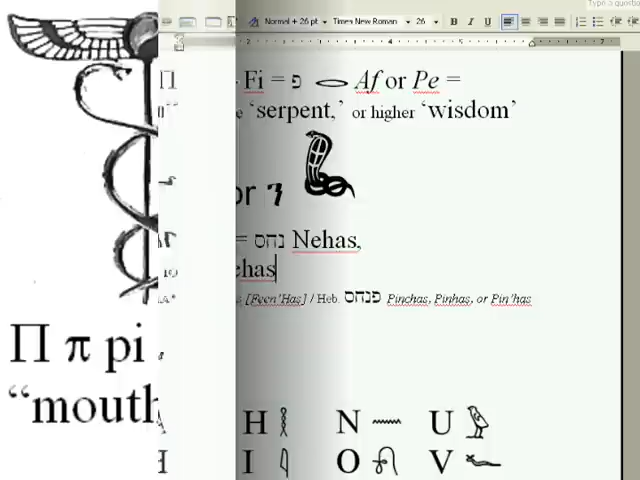 Normal + 26 pt Times New Roman 26 B I U
Fi = פ Af or Pe =
'serpent,' or higher 'wisdom'
or
= נחס Nehas,
ehas
[Feen'Has] / Heb. פנחס Pinchas, Pinhas, or Pin'has
Π π pi
“mouth
H N U
I O V